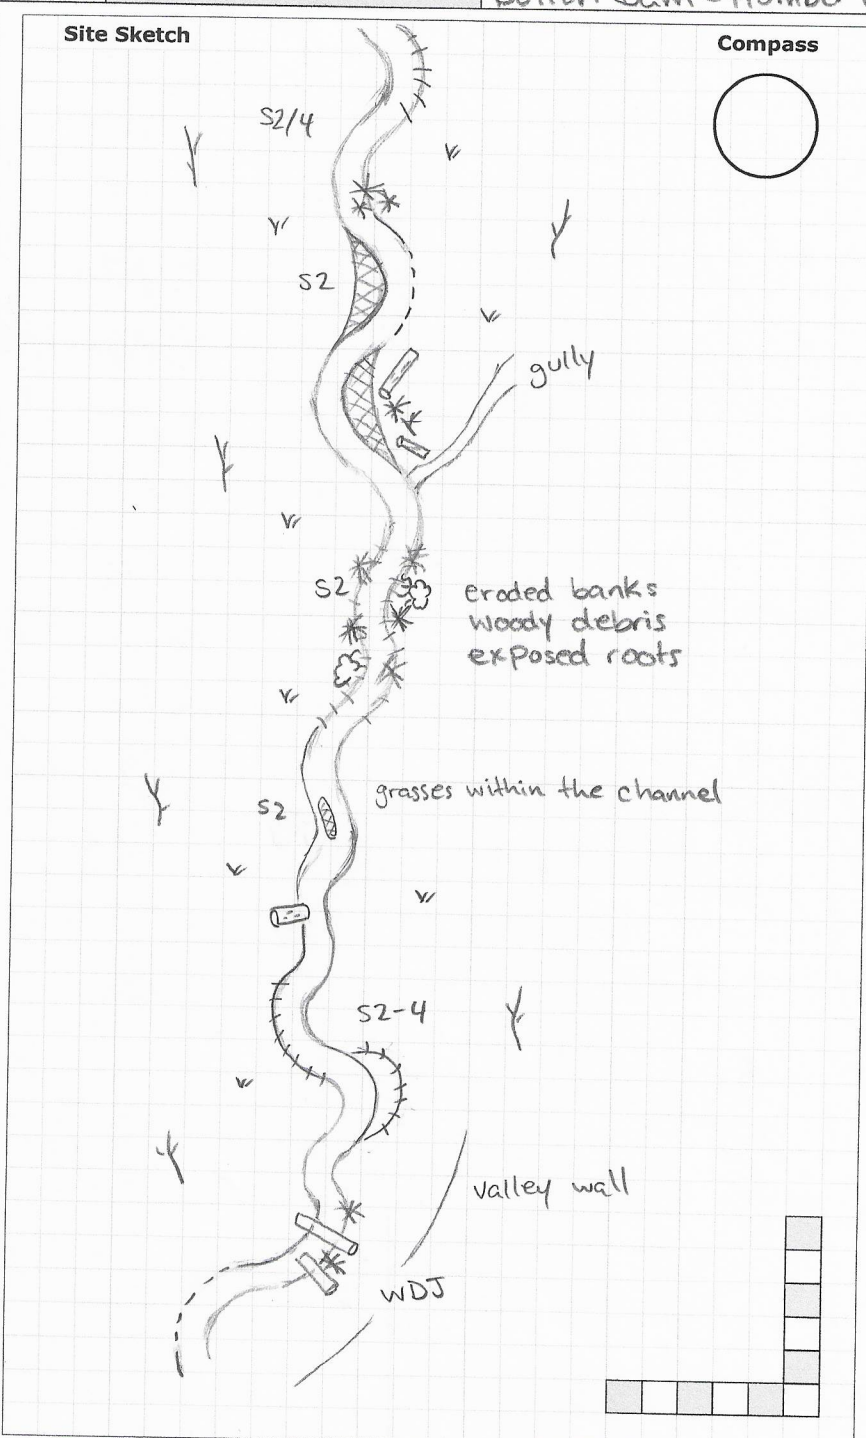 Site Sketch
Compass
S2/4
S2
gully
S2
eroded banks
woody debris
exposed roots
S2
grasses within the channel
S2-4
valley wall
WDJ